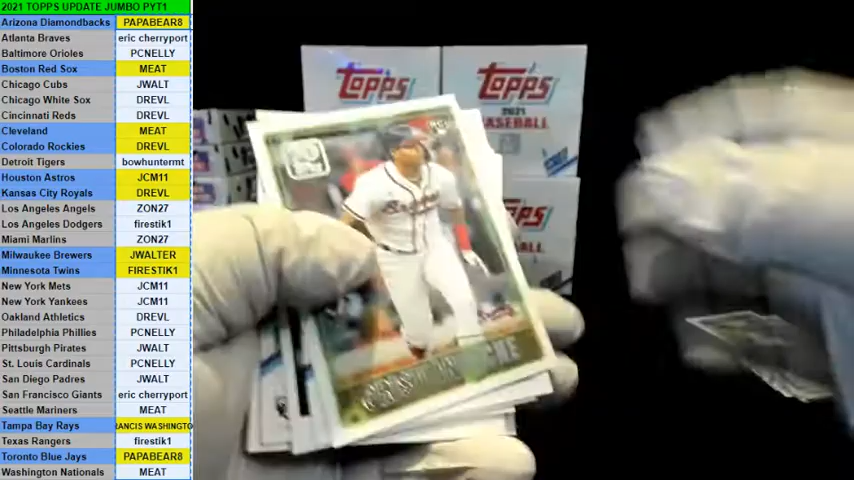 2021 TOPPS UPDATE JUMBO PYT1
Arizona Diamondbacks PAPABEAR8
Atlanta Braves eric cherryport
Baltimore Orioles PCNELLY
Boston Red Sox MEAT
Chicago Cubs JWALT
Chicago White Sox DREVL
Cincinnati Reds DREVL
Cleveland MEAT
Colorado Rockies DREVL
Detroit Tigers bowhuntermt
Houston Astros JCM11
Kansas City Royals DREVL
Los Angeles Angels ZON27
Los Angeles Dodgers firestik1
Miami Marlins ZON27
Milwaukee Brewers JWALTER
Minnesota Twins FIRESTIK1
New York Mets JCM11
New York Yankees JCM11
Oakland Athletics DREVL
Philadelphia Phillies PCNELLY
Pittsburgh Pirates JWALT
St. Louis Cardinals PCNELLY
San Diego Padres JWALT
San Francisco Giants eric cherryport
Seattle Mariners MEAT
Tampa Bay Rays RANCIS WASHINGTO
Texas Rangers firestik1
Toronto Blue Jays PAPABEAR8
Washington Nationals MEAT
Topps
Topps
2021
BASEBALL